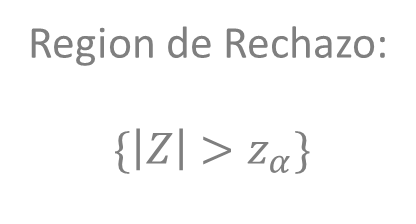 Region de Rechazo:
{|Z| > z_α}